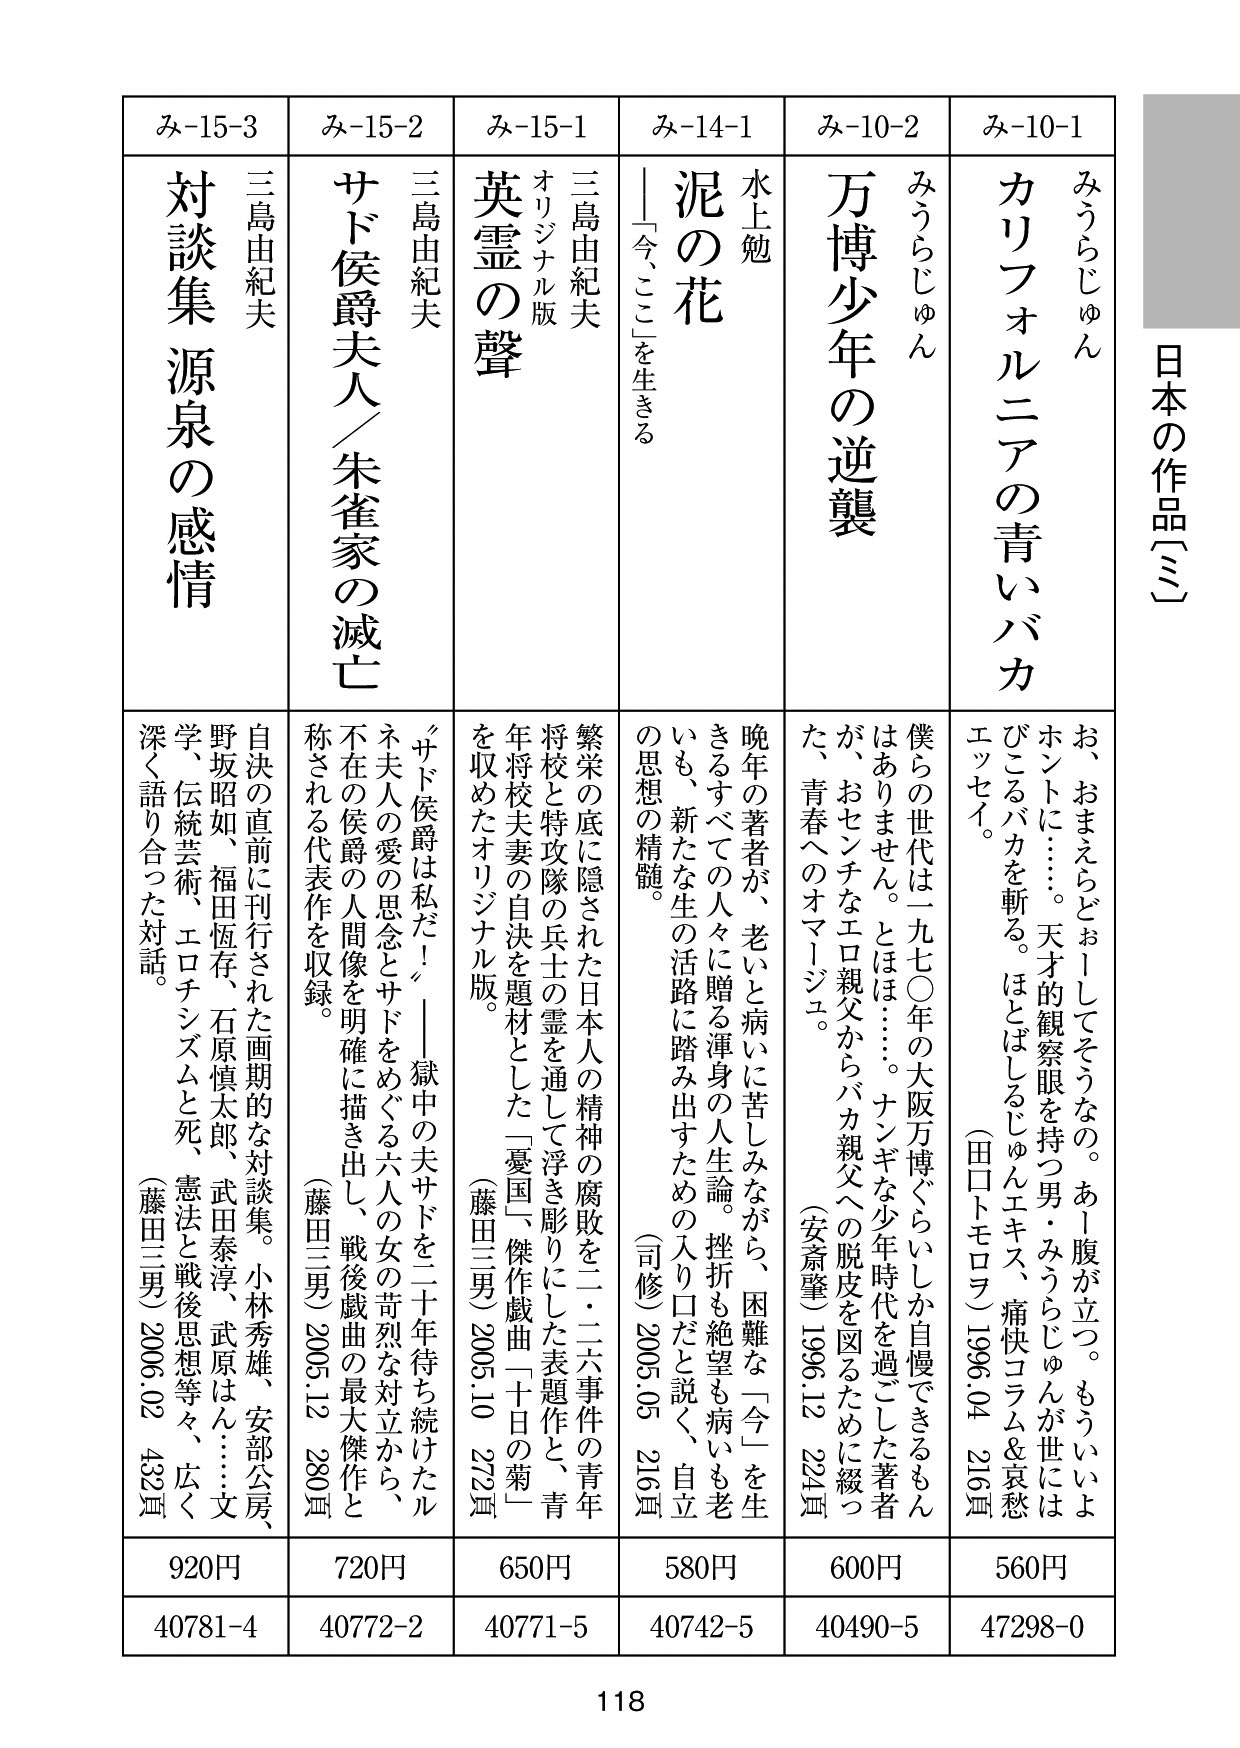 日本の作品〔ミ〕
み-10-1
みうらじゅん
カリフォルニアの青いバカ
お、おまえらどぉーしてそうなの。あー腹が立つ。もういいよ
ホントに……。天才的観察眼を持つ男・みうらじゅんが世には
びこるバカを斬る。ほとばしるじゅんエキス、痛快コラム＆哀愁
エッセイ。
（田口トモロヲ）1996.04 216頁
560円
47298-0
み-10-2
みうらじゅん
万博少年の逆襲
僕らの世代は一九七〇年の大阪万博ぐらいしか自慢できるもん
はありません。とほほ……。ナンギな少年時代を過ごした著者
が、おセンチなエロ親父からバカ親父への脱皮を図るために綴っ
た、青春へのオマージュ。
（安斎肇）1996.12 224頁
600円
40490-5
み-14-1
水上勉
泥の花
――「今、ここ」を生きる
晩年の著者が、老いと病いに苦しみながら、困難な「今」を生
きるすべての人々に贈る渾身の人生論。挫折も絶望も病いも老
いも、新たな生の活路に踏み出すための入り口だと説く、自立
の思想の精髄。
（司修）2005.05 216頁
580円
40742-5
み-15-1
三島由紀夫
オリジナル版
英霊の聲
繁栄の底に隠された日本人の精神の腐敗を二・二六事件の青年
将校と特攻隊の兵士の霊を通して浮き彫りにした表題作と、青
年将校夫妻の自決を題材とした「憂国」、傑作戯曲「十日の菊」
を収めたオリジナル版。
（藤田三男）2005.10 272頁
650円
40771-5
み-15-2
三島由紀夫
サド侯爵夫人／朱雀家の滅亡
〝サド侯爵は私だ！〟――獄中の夫サドを二十年待ち続けたル
ネ夫人の愛の思念とサドをめぐる六人の女の苛烈な対立から、
不在の侯爵の人間像を明確に描き出し、戦後戯曲の最大傑作と
称される代表作を収録。
（藤田三男）2005.12 280頁
720円
40772-2
み-15-3
三島由紀夫
対談集 源泉の感情
自決の直前に刊行された画期的な対談集。小林秀雄、安部公房、
野坂昭如、福田恆存、石原慎太郎、武田泰淳、武原はん……文
学、伝統芸術、エロチシズムと死、憲法と戦後思想等々、広く
深く語り合った対話。
（藤田三男）2006.02 432頁
920円
40781-4
118